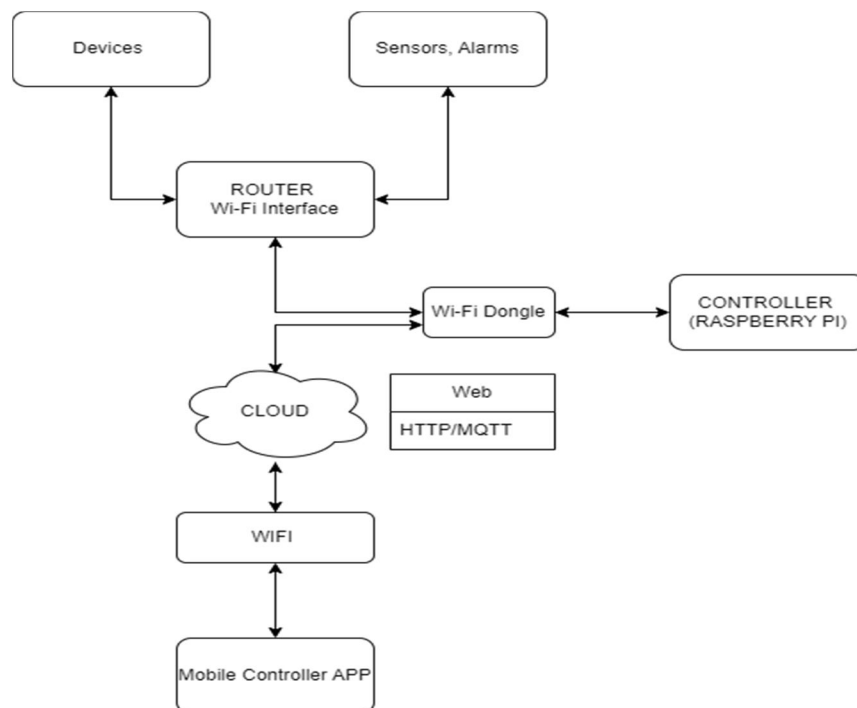 Devices
Sensors, Alarms
ROUTER
Wi-Fi Interface
Wi-Fi Dongle
CONTROLLER
(RASPBERRY PI)
CLOUD
Web
HTTP/MQTT
WIFI
Mobile Controller APP